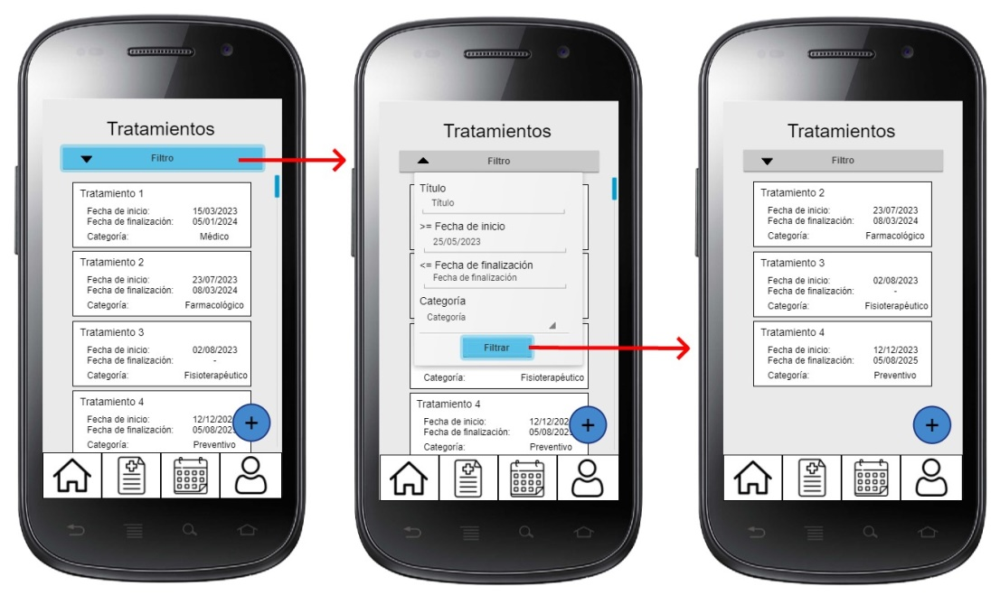 Tratamientos
Filtro
Tratamiento 1
Fecha de inicio: 15/03/2023
Fecha de finalización: 05/01/2024
Categoría: Médico
Tratamiento 2
Fecha de inicio: 23/07/2023
Fecha de finalización: 08/03/2024
Categoría: Farmacológico
Tratamiento 3
Fecha de inicio: 02/08/2023
Fecha de finalización: -
Categoría: Fisioterapéutico
Tratamiento 4
Fecha de inicio: 12/12/202
Fecha de finalización: 05/08/202
Categoría: Preventivo
+
Tratamientos
Filtro
Título
Título
>= Fecha de inicio
25/05/2023
<= Fecha de finalización
Fecha de finalización
Categoría
Categoría
Filtrar
Categoría: Fisioterapéutico
Tratamiento 4
Fecha de inicio: 12/12/202
Fecha de finalización: 05/08/202
Categoría: Preventivo
+
Tratamientos
Filtro
Tratamiento 2
Fecha de inicio: 23/07/2023
Fecha de finalización: 08/03/2024
Categoría: Farmacológico
Tratamiento 3
Fecha de inicio: 02/08/2023
Fecha de finalización: -
Categoría: Fisioterapéutico
Tratamiento 4
Fecha de inicio: 12/12/2023
Fecha de finalización: 05/08/2025
Categoría: Preventivo
+